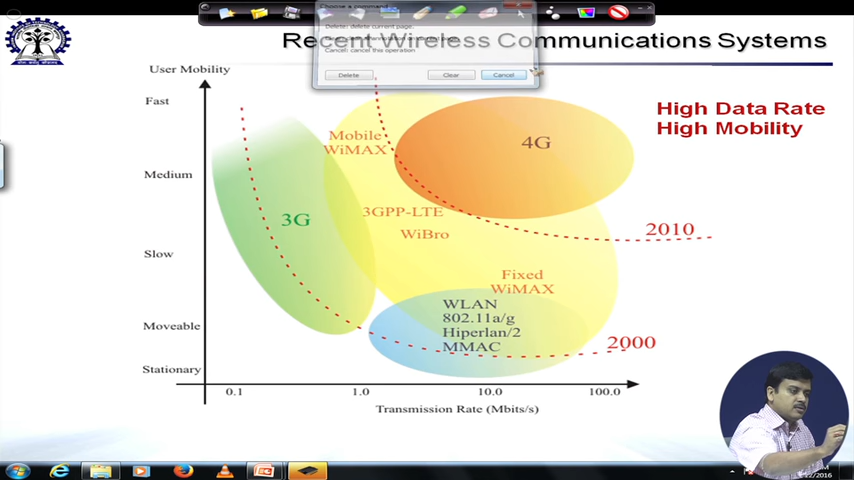 Choose a command
Delete: delete current page.
Cancel: cancel this operation
Delete
Clear
Cancel
Recent Wireless Communications Systems
User Mobility
Fast
Medium
Slow
Moveable
Stationary
High Data Rate
High Mobility
Mobile
WiMAX
4G
3G
3GPP-LTE
WiBro
2010
Fixed
WiMAX
WLAN
802.11a/g
Hiperlan/2
MMAC
2000
0.1
1.0
10.0
100.0
Transmission Rate (Mbits/s)